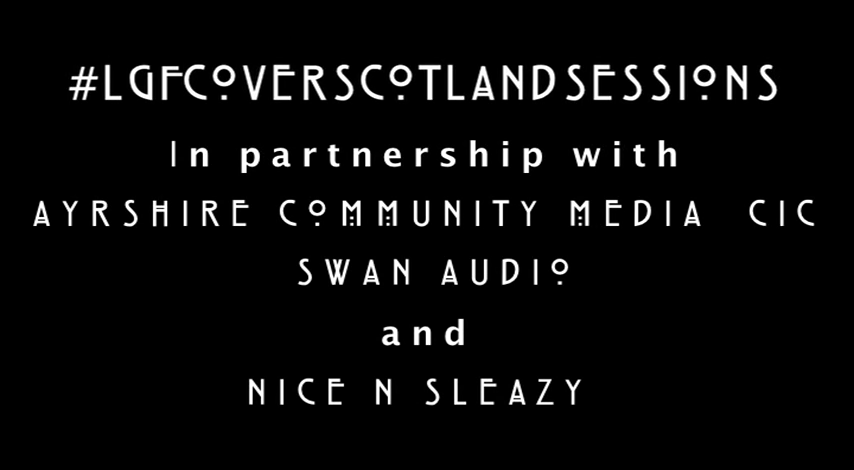 #LGFCOVERSCOTLANDSESSIONS
In partnership with
AYRSHIRE COMMUNITY MEDIA CIC
SWAN AUDIO
and
NICE N SLEAZY